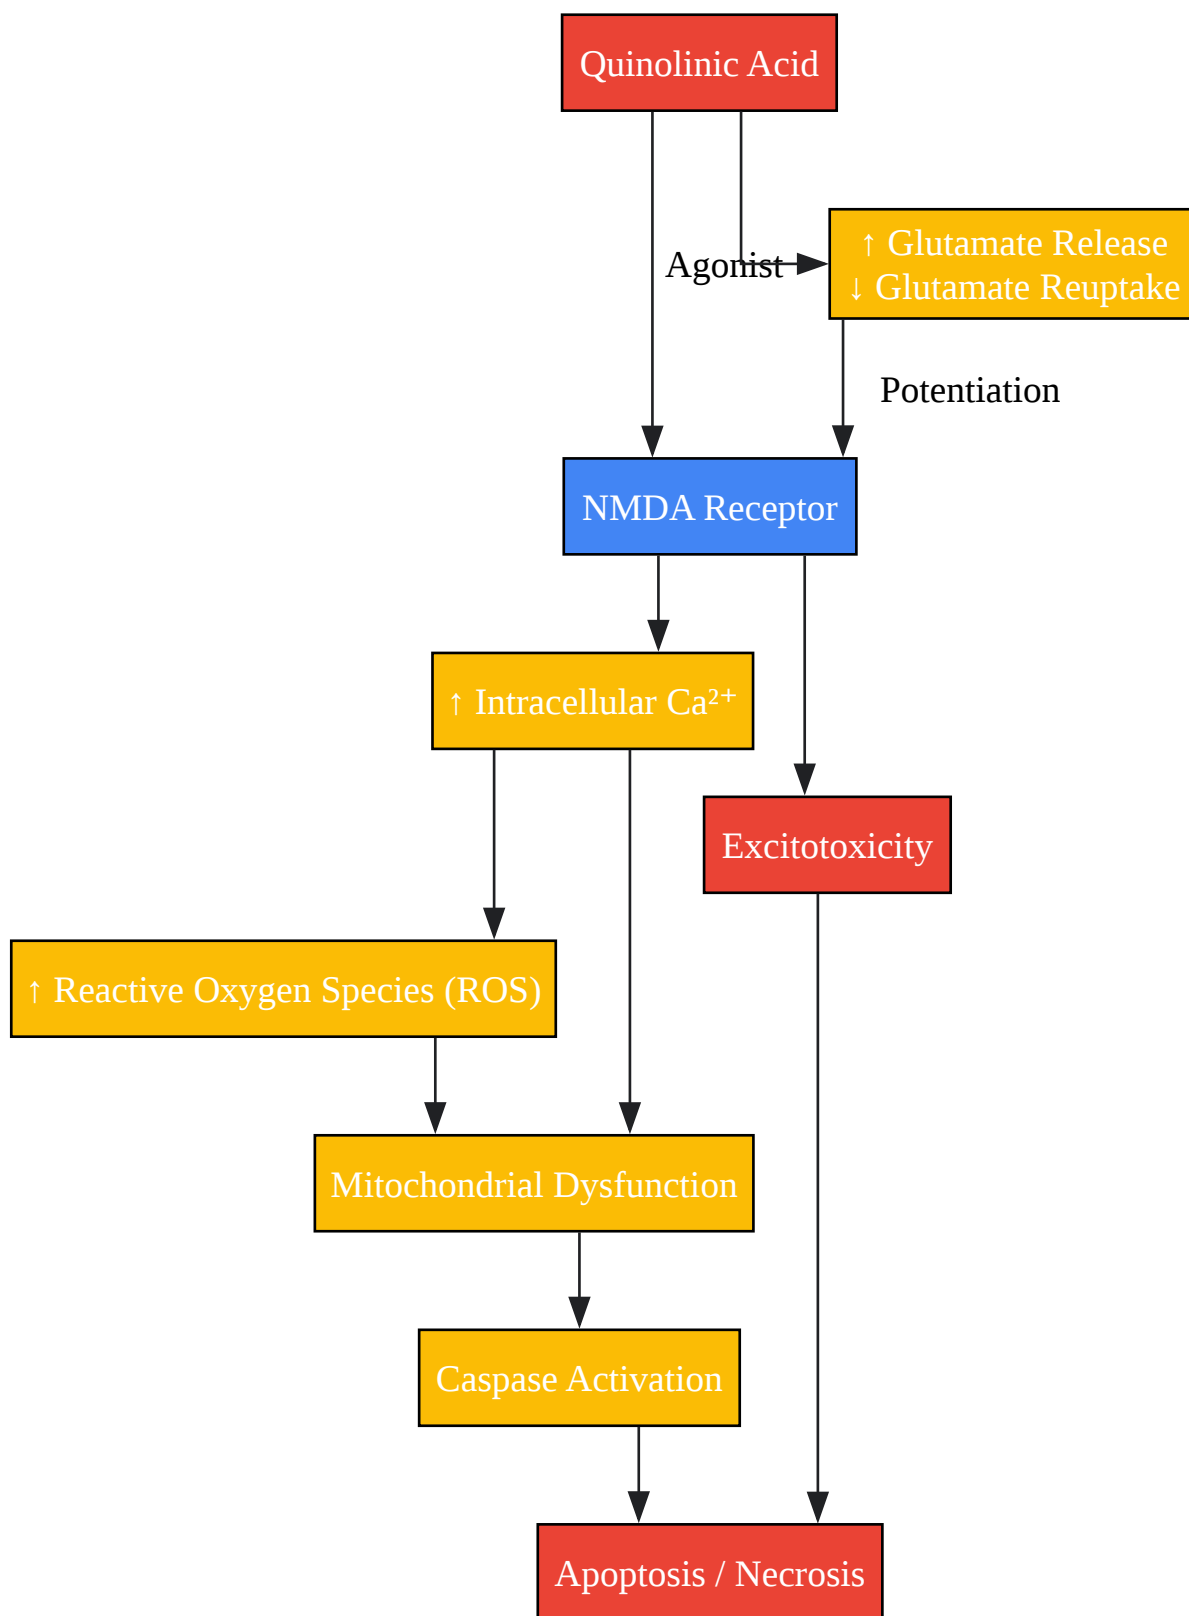 Quinolinic Acid
↑ Glutamate Release
↓ Glutamate Reuptake
Agonist
Potentiation
NMDA Receptor
↑ Intracellular Ca²⁺
Excitotoxicity
↑ Reactive Oxygen Species (ROS)
Mitochondrial Dysfunction
Caspase Activation
Apoptosis / Necrosis